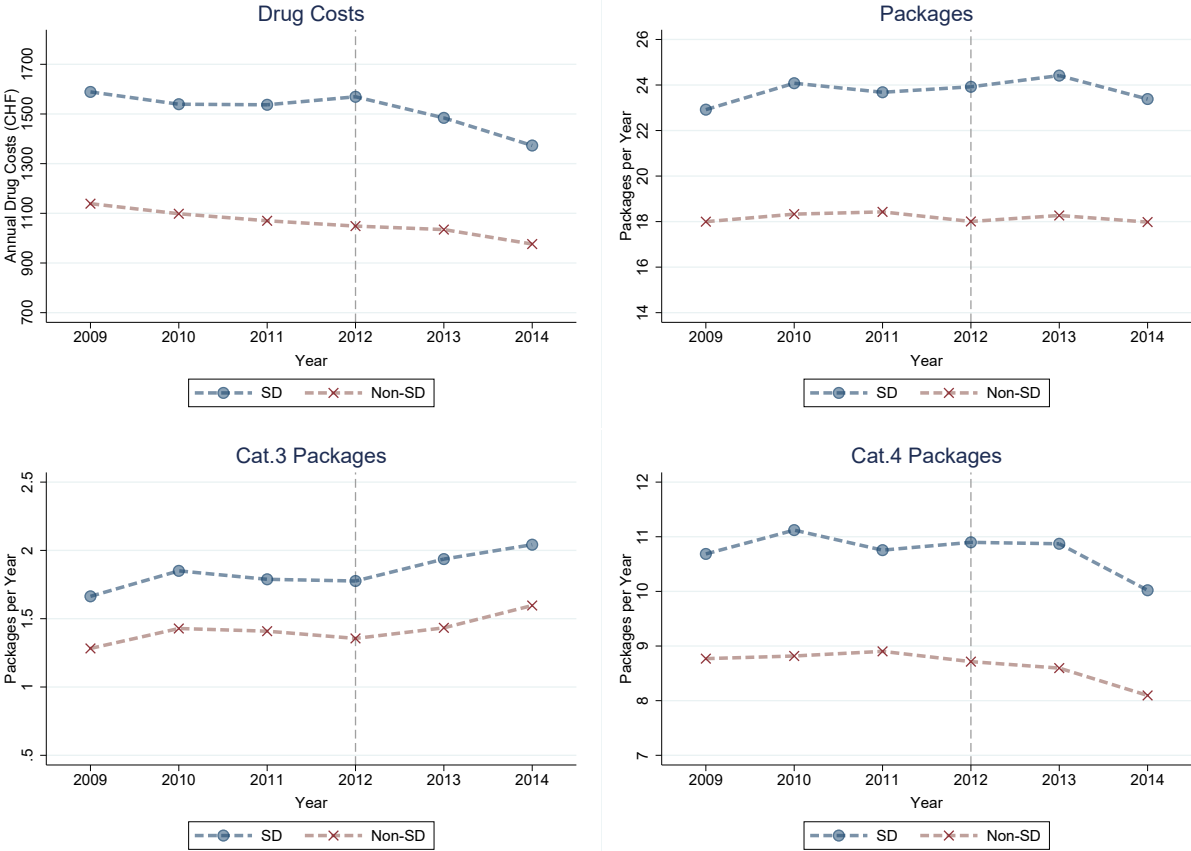 Drug Costs
Annual Drug Costs (CHF)
1700
1500
1300
1100
900
700
2009 2010 2011 2012 2013 2014
Year
SD Non-SD
Packages
Packages per Year
26
24
22
20
18
16
14
2009 2010 2011 2012 2013 2014
Year
SD Non-SD
Cat.3 Packages
Packages per Year
2.5
2
1.5
1
.5
2009 2010 2011 2012 2013 2014
Year
SD Non-SD
Cat.4 Packages
Packages per Year
12
11
10
9
8
7
2009 2010 2011 2012 2013 2014
Year
SD Non-SD